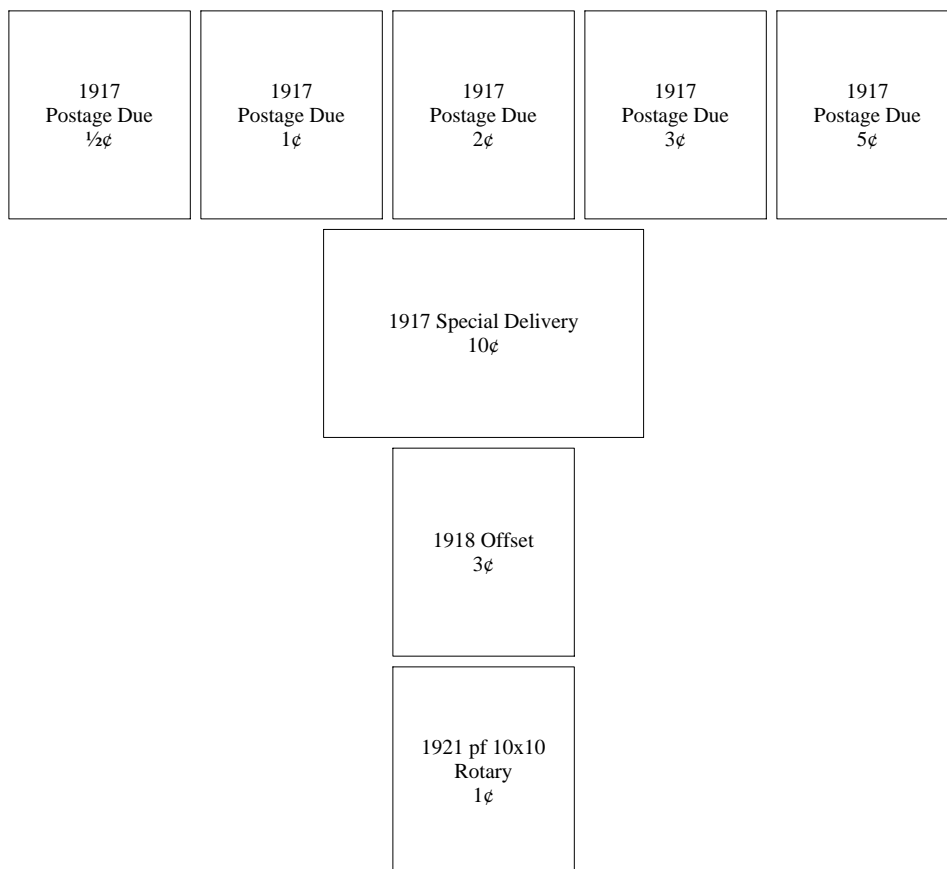 1917
Postage Due
½¢
1917
Postage Due
1¢
1917
Postage Due
2¢
1917
Postage Due
3¢
1917
Postage Due
5¢
1917 Special Delivery
10¢
1918 Offset
3¢
1921 pf 10x10
Rotary
1¢